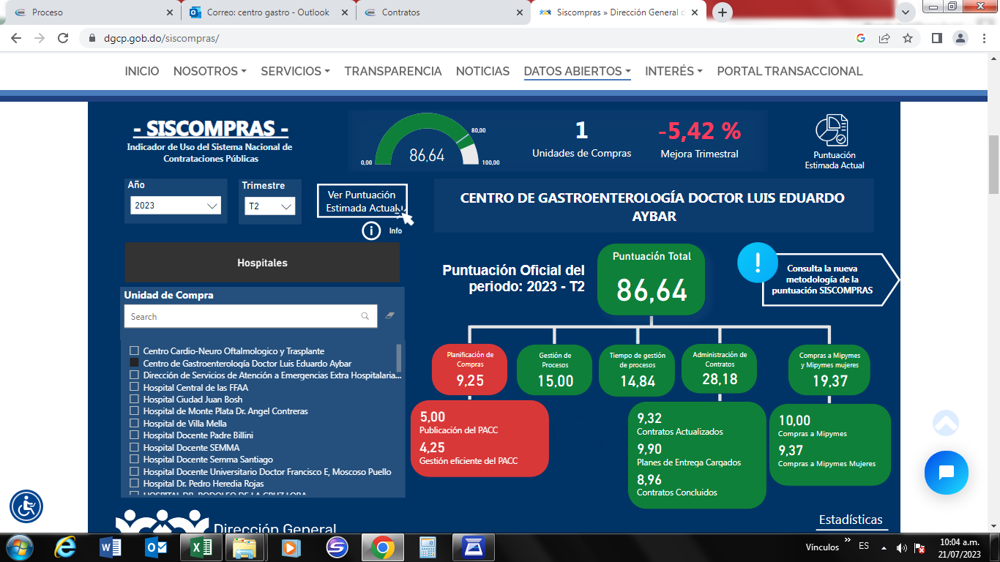 Proceso
Correo: centro gastro - Outlook
Contratos
Siscompras » Dirección General d
dgcp.gob.do/siscompras/
INICIO NOSOTROS SERVICIOS TRANSPARENCIA NOTICIAS DATOS ABIERTOS INTERÉS PORTAL TRANSACCIONAL
- SISCOMPRAS -
Indicador de Uso del Sistema Nacional de
Contrataciones Públicas
0,00
86,64
80,00
100,00
1
Unidades de Compras
-5,42 %
Mejora Trimestral
Puntuación
Estimada Actual
Año
2023
Trimestre
T2
Ver Puntuación
Estimada Actual
Info
CENTRO DE GASTROENTEROLOGÍA DOCTOR LUIS EDUARDO
AYBAR
Hospitales
Unidad de Compra
Search
Centro Cardio-Neuro Oftalmologico y Trasplante
Centro de Gastroenterología Doctor Luis Eduardo Aybar
Dirección de Servicios de Atención a Emergencias Extra Hospitalaria...
Hospital Central de las FFAA
Hospital Ciudad Juan Bosh
Hospital de Monte Plata Dr. Angel Contreras
Hospital de Villa Mella
Hospital Docente Padre Billini
Hospital Docente SEMMA
Hospital Docente Semma Santiago
Hospital Docente Universitario Doctor Francisco E, Moscoso Puello
Hospital Dr. Pedro Heredia Rojas
HOSPITAL DR. RODOLFO DE LA CRUZ LORA
Puntuación Oficial del
periodo: 2023 - T2
Puntuación Total
86,64
!
Consulta la nueva
metodología de la
puntuación SISCOMPRAS
Planificación de
Compras
9,25
Gestión de
Procesos
15,00
Tiempo de gestión
de procesos
14,84
Administración de
Contratos
28,18
Compras a Mipymes
y Mipymes mujeres
19,37
5,00
Publicación del PACC
4,25
Gestión eficiente del PACC
9,32
Contratos Actualizados
9,90
Planes de Entrega Cargados
8,96
Contratos Concluidos
10,00
Compras a Mipymes
9,37
Compras a Mipymes Mujeres
Dirección General
Estadísticas
Vínculos
ES
10:04 a.m.
21/07/2023